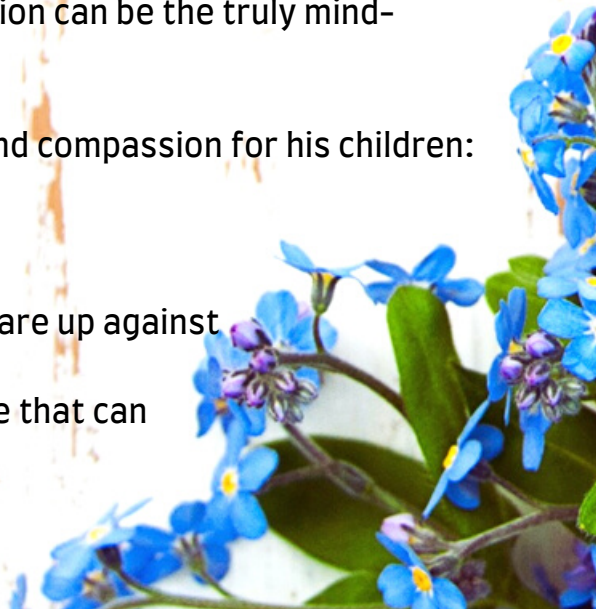 ion can be the truly mind-
nd compassion for his children:
are up against
e that can